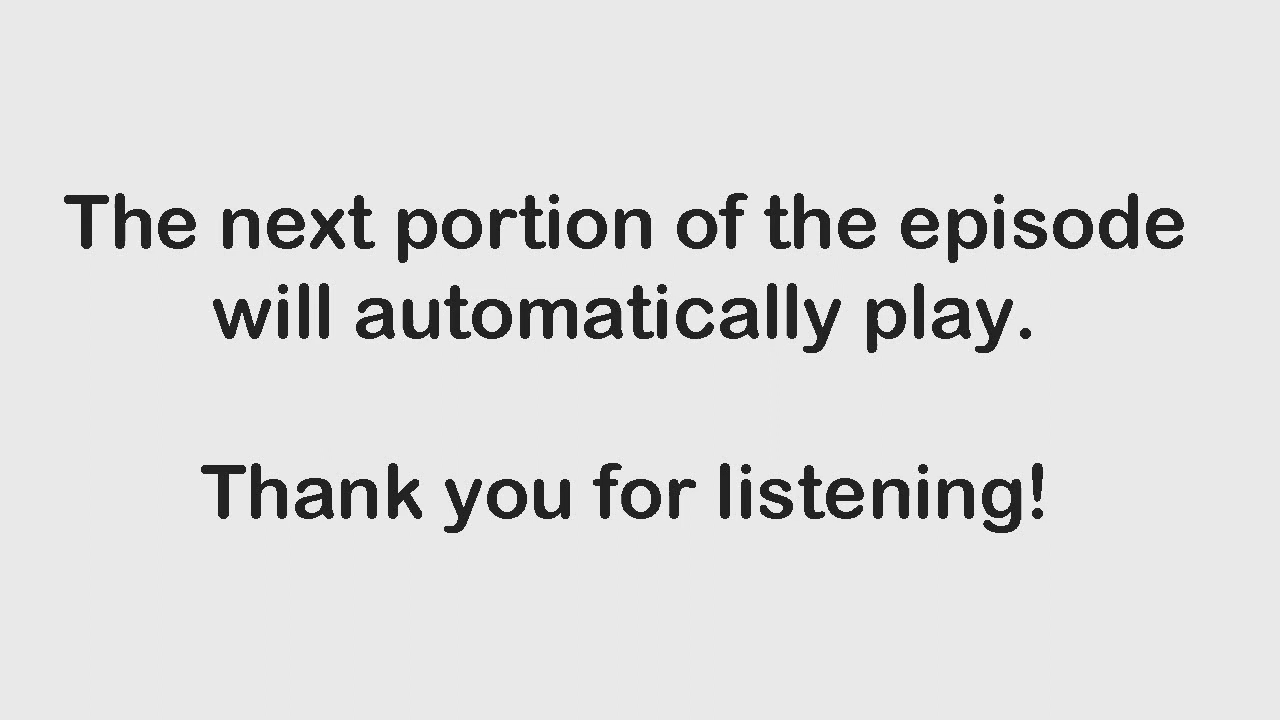 The next portion of the episode
will automatically play.
Thank you for listening!